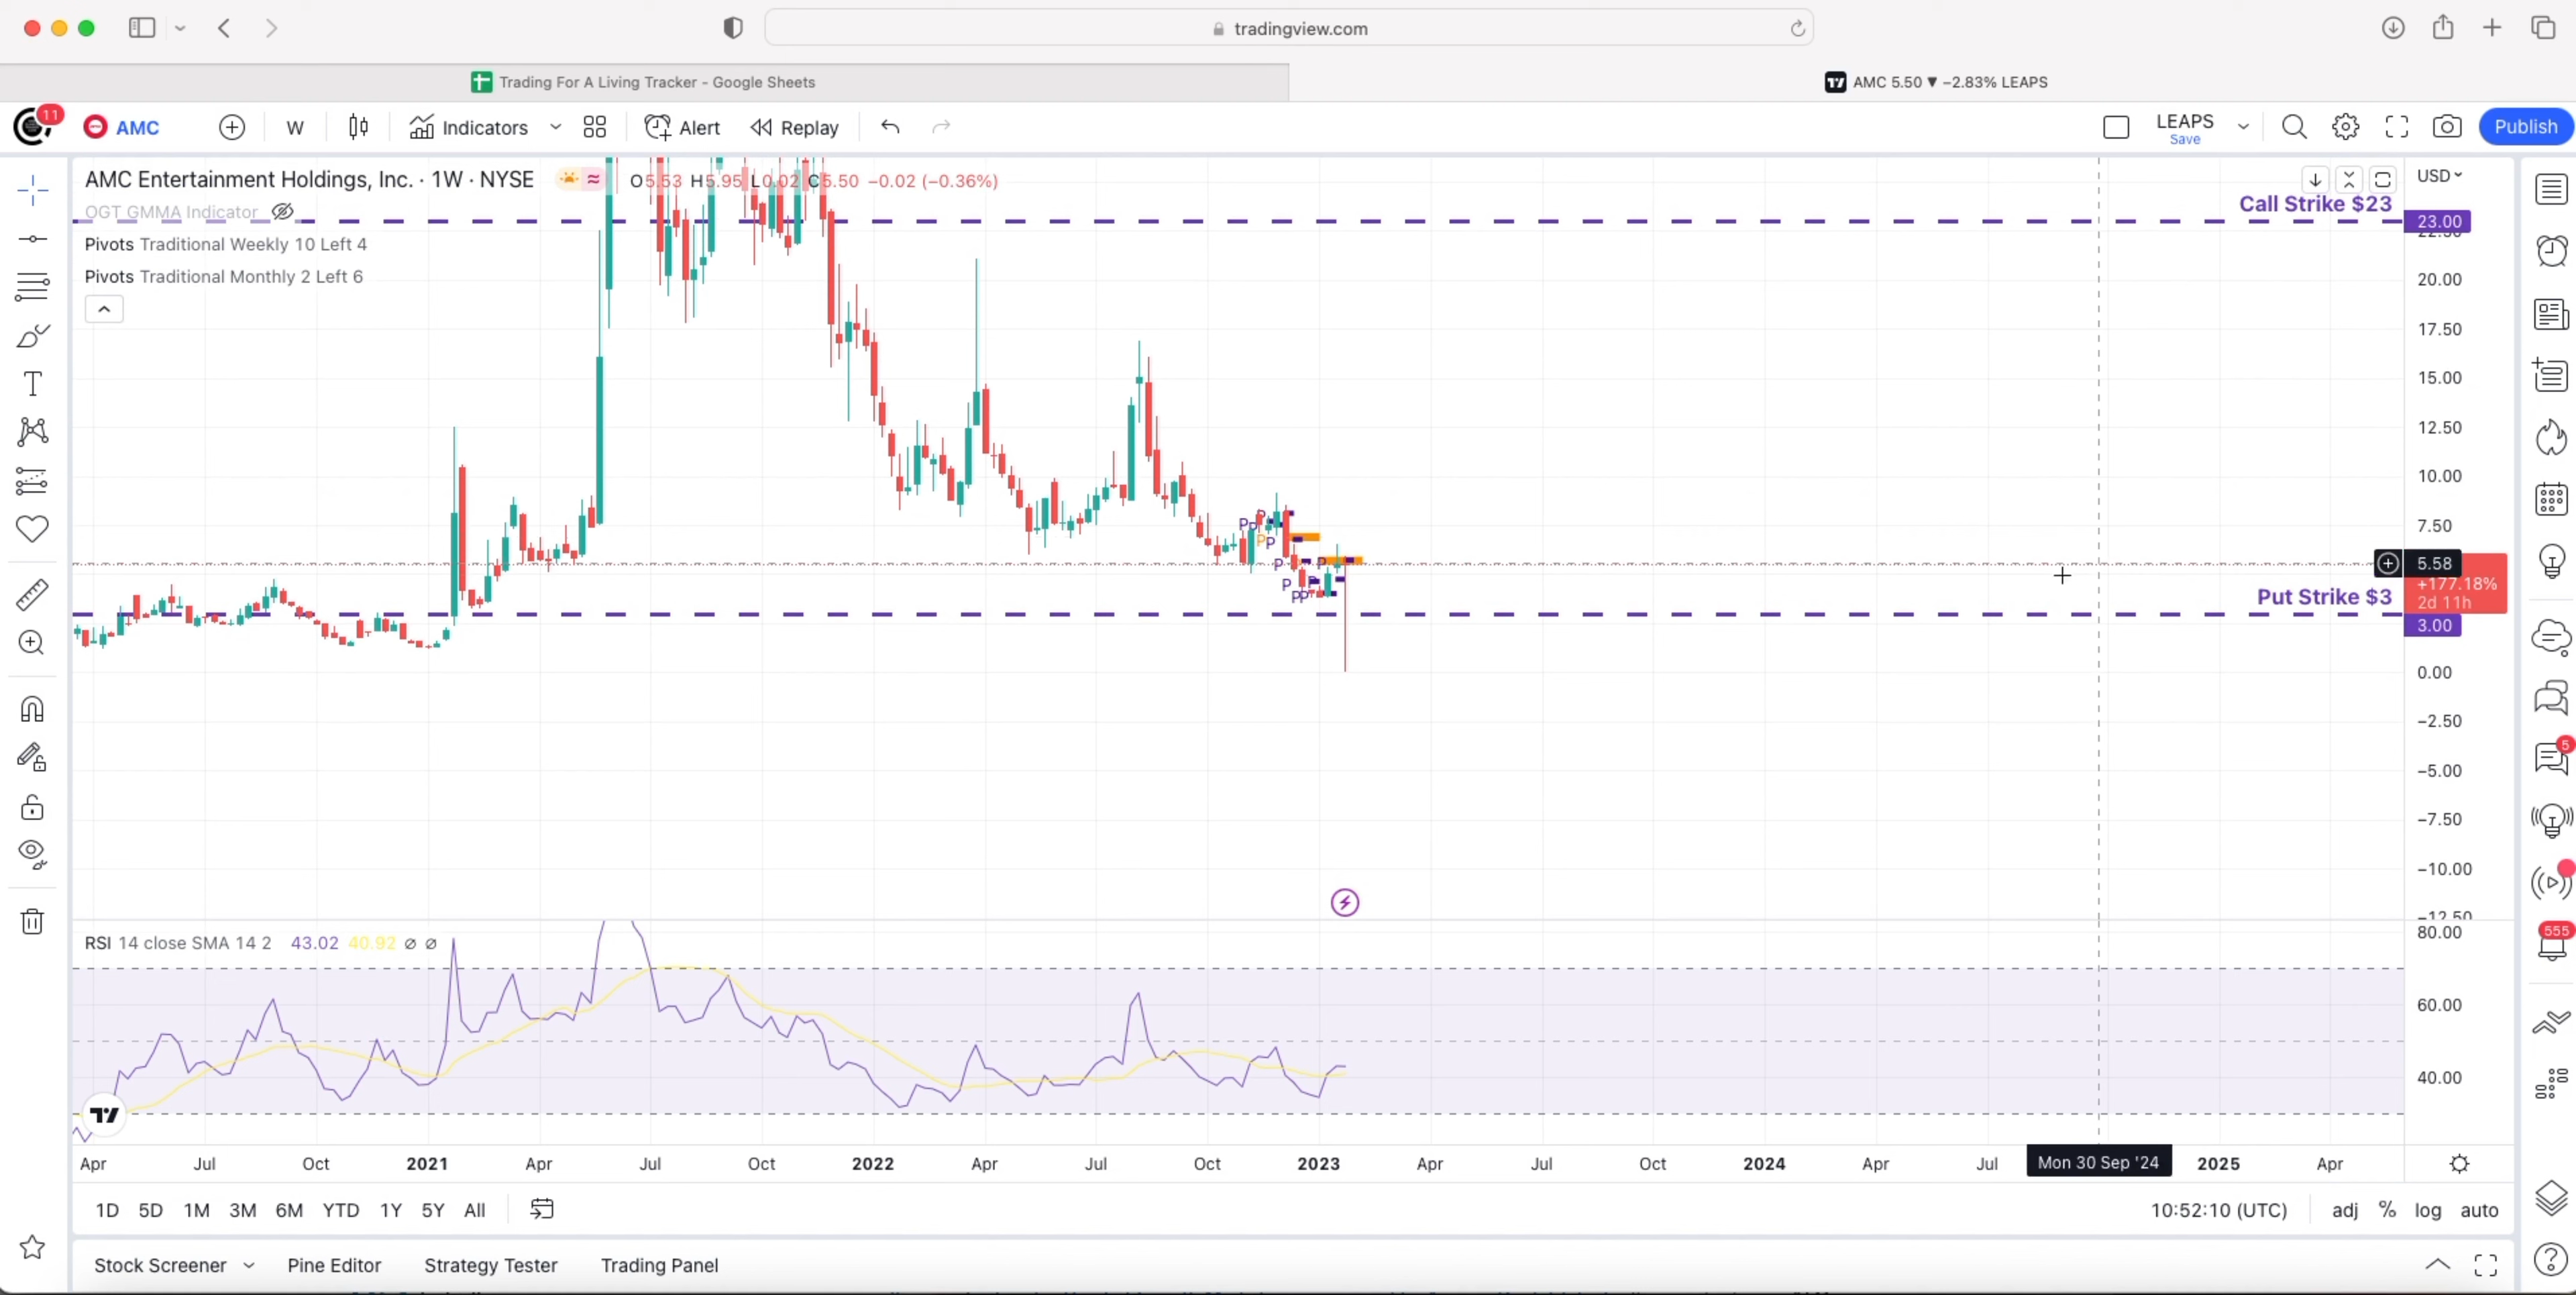 tradingview.com
Trading For A Living Tracker - Google Sheets
AMC 5.50 ▼ −2.83% LEAPS
11
AMC
W
Indicators
Alert
Replay
LEAPS
Save
Publish
AMC Entertainment Holdings, Inc. · 1W · NYSE
O5.53 H5.95 L0.02 C5.50 −0.02 (−0.36%)
USD
OGT GMMA Indicator
Call Strike $23
23.00
22.50
Pivots Traditional Weekly 10 Left 4
Pivots Traditional Monthly 2 Left 6
20.00
17.50
15.00
12.50
10.00
7.50
5.58
+177.18%
2d 11h
Put Strike $3
3.00
0.00
−2.50
−5.00
−7.50
−10.00
−12.50
RSI 14 close SMA 14 2 43.02 40.92 ∅ ∅
80.00
60.00
40.00
5
555
Apr Jul Oct 2021 Apr Jul Oct 2022 Apr Jul Oct 2023 Apr Jul Oct 2024 Apr Jul Mon 30 Sep '24 2025 Apr
1D 5D 1M 3M 6M YTD 1Y 5Y All
10:52:10 (UTC) adj % log auto
Stock Screener Pine Editor Strategy Tester Trading Panel